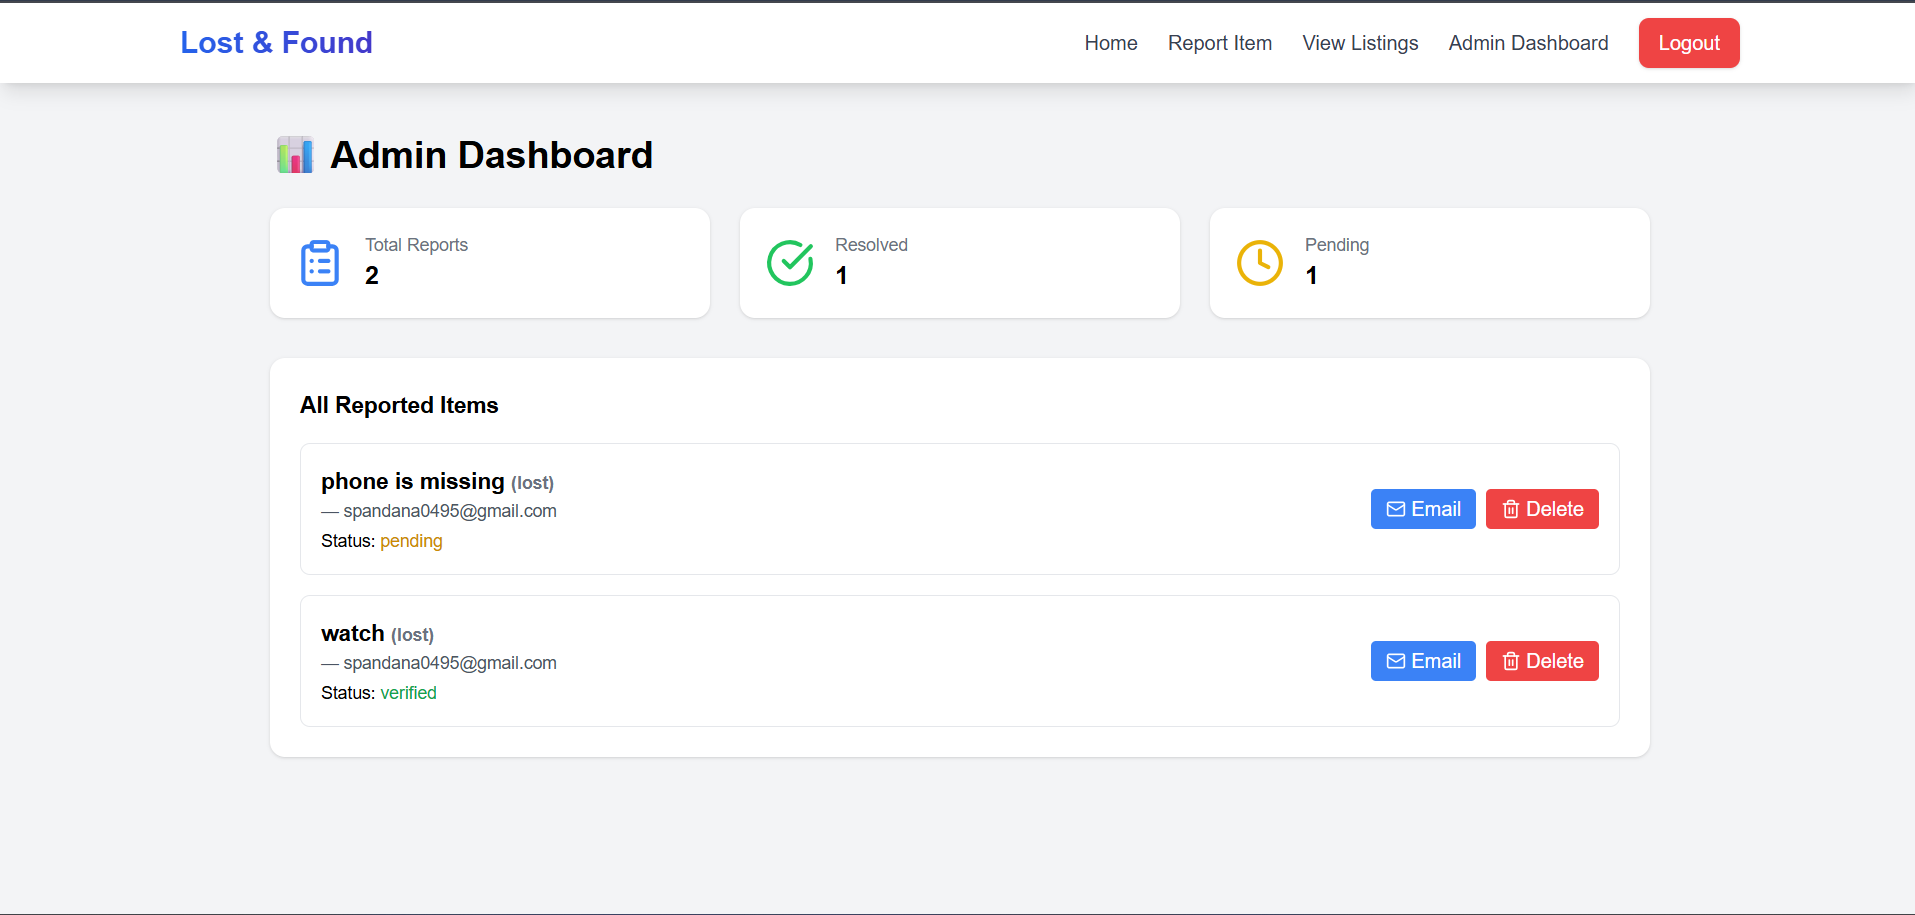 Lost & Found
Home
Report Item
View Listings
Admin Dashboard
Logout
Admin Dashboard
Total Reports
2
Resolved
1
Pending
1
All Reported Items
phone is missing (lost)
— spandana0495@gmail.com
Status: pending
Email
Delete
watch (lost)
— spandana0495@gmail.com
Status: verified
Email
Delete